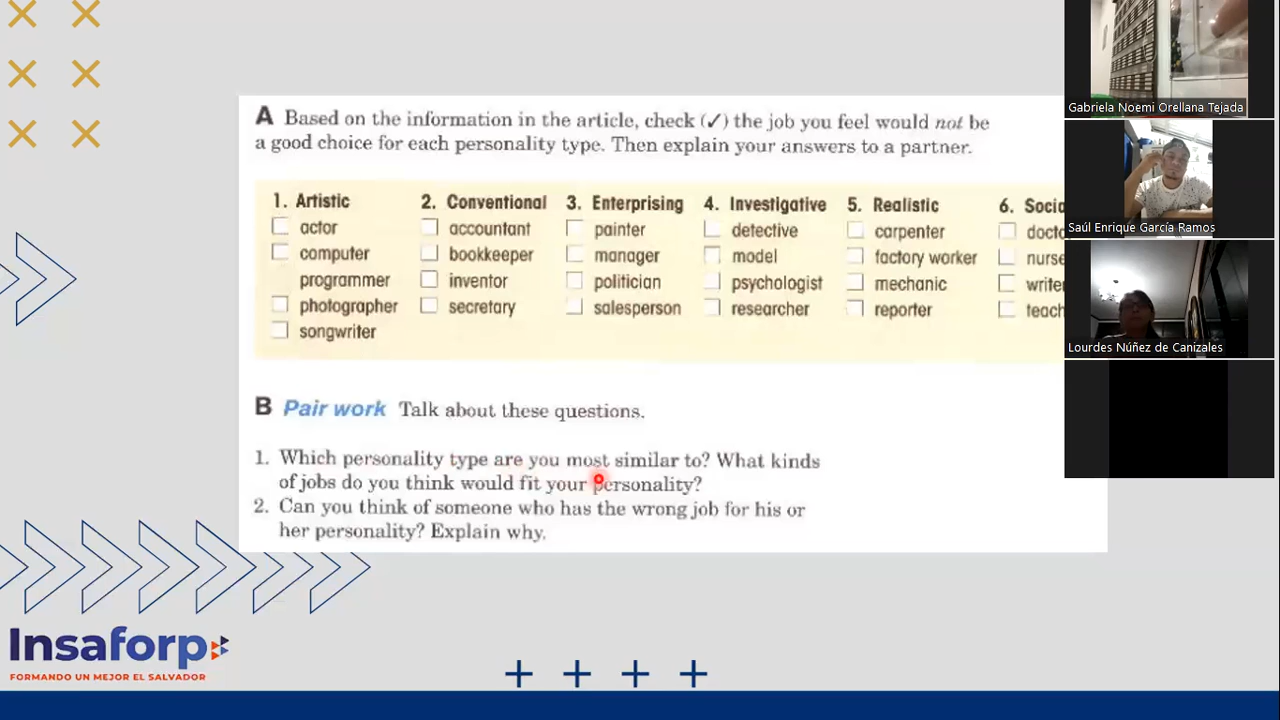 A Based on the information in the article, check (✓) the job you feel would not be
a good choice for each personality type. Then explain your answers to a partner.
1. Artistic
actor
computer
programmer
photographer
songwriter
2. Conventional
accountant
bookkeeper
inventor
secretary
3. Enterprising
painter
manager
politician
salesperson
4. Investigative
detective
model
psychologist
researcher
5. Realistic
carpenter
factory worker
mechanic
reporter
6. Socia
docto
nurse
write
teach
B Pair work Talk about these questions.
1. Which personality type are you most similar to? What kinds
of jobs do you think would fit your personality?
2. Can you think of someone who has the wrong job for his or
her personality? Explain why.
Insaforp
FORMANDO UN MEJOR EL SALVADOR
Gabriela Noemi Orellana Tejada
Saúl Enrique García Ramos
Lourdes Núñez de Canizales